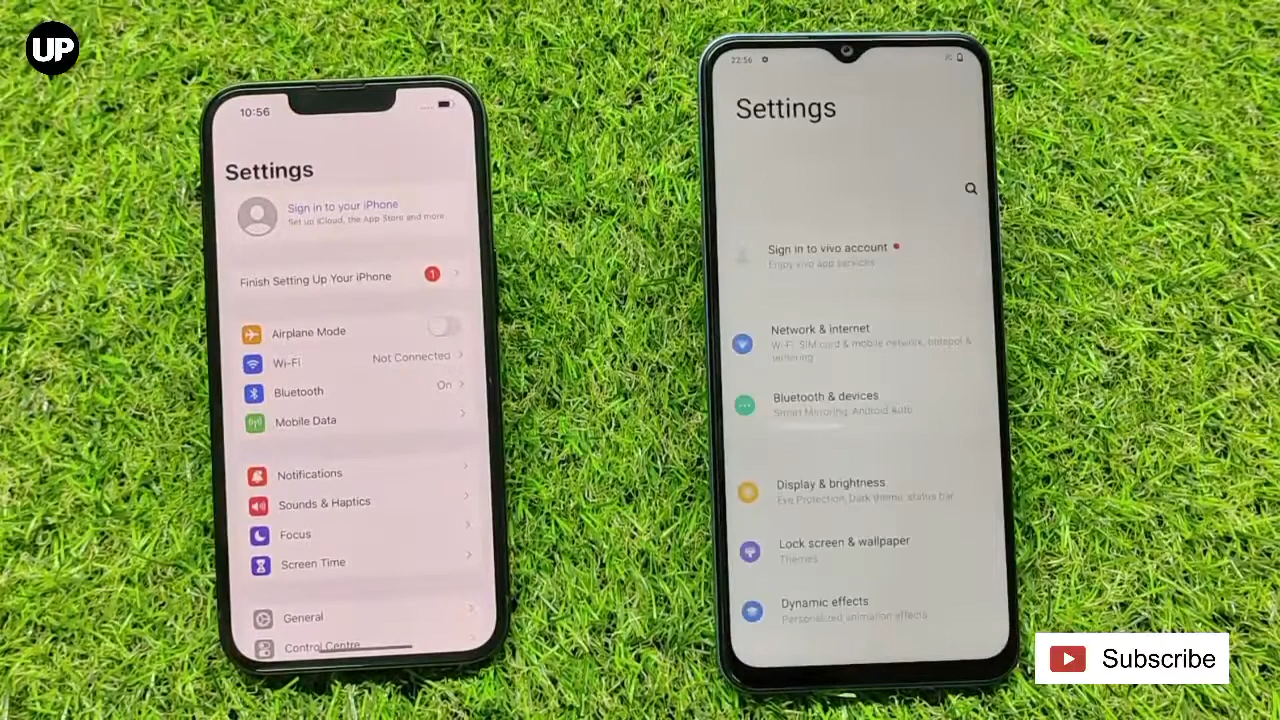 UP
10:56
Settings
Sign in to your iPhone
Set up iCloud, the App Store and more.
Finish Setting Up Your iPhone
1
Airplane Mode
Wi-Fi
Not Connected
Bluetooth
On
Mobile Data
Notifications
Sounds & Haptics
Focus
Screen Time
General
Control Centre
22:56
Settings
Sign in to vivo account
Enjoy vivo app services
Network & internet
Wi-Fi, SIM card & mobile network, hotspot &
tethering
Bluetooth & devices
Smart Mirroring, Android Auto
Display & brightness
Eye Protection, Dark theme, status bar
Lock screen & wallpaper
Themes
Dynamic effects
Personalized animation effects
Subscribe